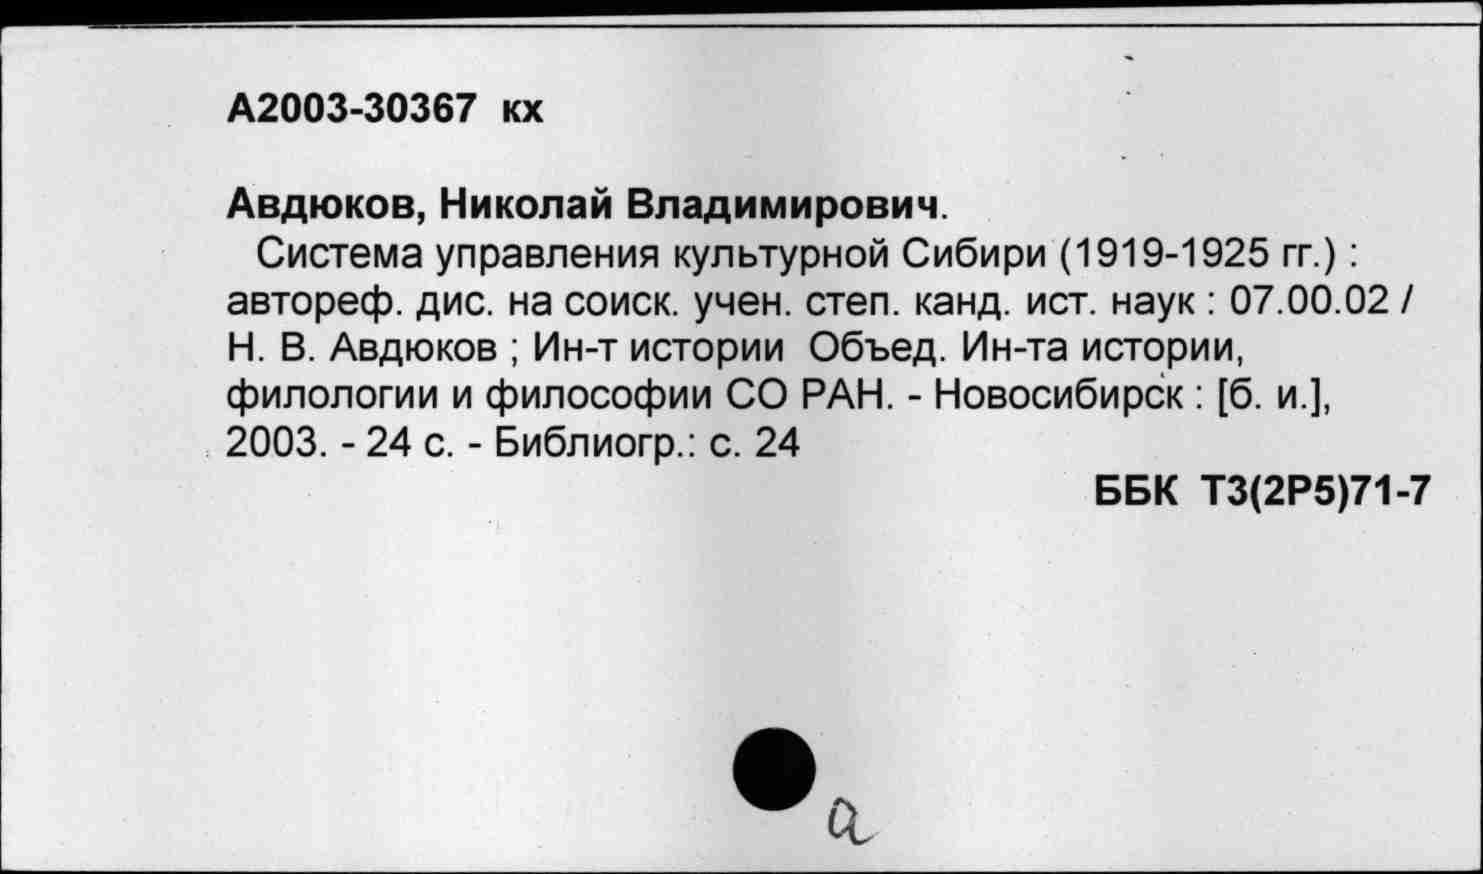 А2003-30367 кх
Авдюков, Николай Владимирович.
Система управления культурной Сибири (1919-1925 гг.) :
автореф. дис. на соиск. учен. степ. канд. ист. наук : 07.00.02 /
Н. В. Авдюков ; Ин-т истории Объед. Ин-та истории,
филологии и философии СО РАН. - Новосибирск : [б. и.],
2003. - 24 с. - Библиогр.: с. 24
ББК Т3(2Р5)71-7
а